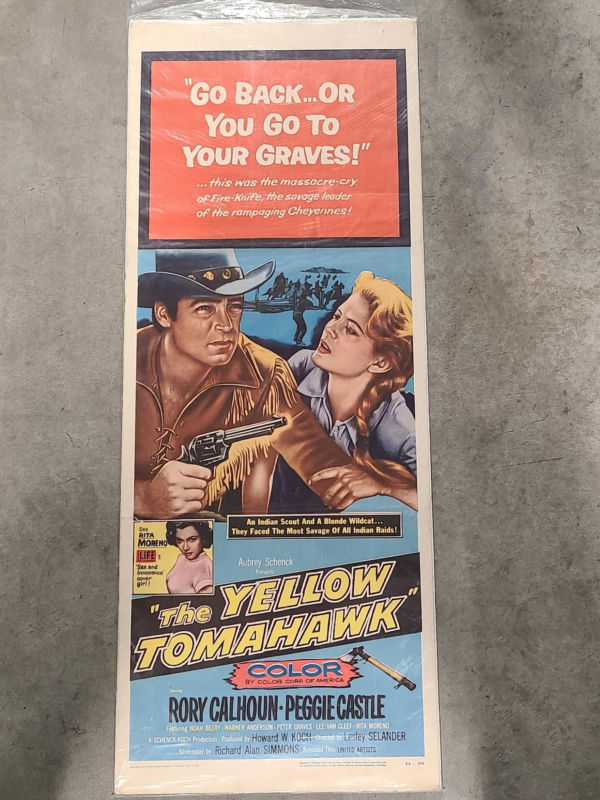 "GO BACK...OR
YOU GO TO
YOUR GRAVES!"
...this was the massacre-cry
of Fire-Knife, the savage leader
of the rampaging Cheyennes!
An Indian Scout And A Blonde Wildcat...
They Faced The Most Savage Of All Indian Raids!
See
RITA
MORENO
LIFE's
"Sex and
Innocence"
cover
girl!
Aubrey Schenck
Presents
"The YELLOW
TOMAHAWK"
COLOR
BY COLOR CORP. OF AMERICA
Starring
RORY CALHOUN · PEGGIE CASTLE
Featuring NOAH BEERY · WARNER ANDERSON · PETER GRAVES · LEE VAN CLEEF · RITA MORENO
A SCHENCK-KOCH Production Produced by Howard W. KOCH Directed by Lesley SELANDER
Screenplay by Richard Alan SIMMONS Released Thru UNITED ARTISTS